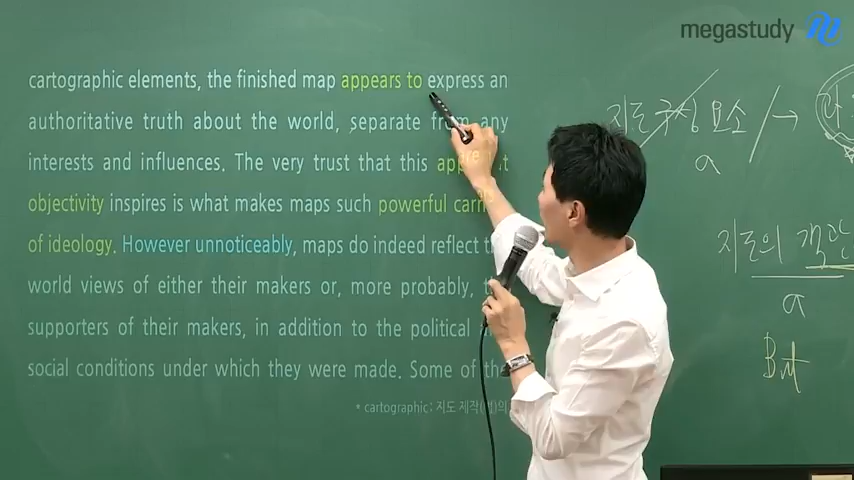 megastudy
cartographic elements, the finished map appears to express an
authoritative truth about the world, separate from any
interests and influences. The very trust that this
objectivity inspires is what makes maps such powerful
of ideology. However unnoticeably, maps do indeed reflect
world views of either their makers or, more probably,
supporters of their makers, in addition to the political
social conditions under which they were made. Some of the
* cartographic: 지도 제작
지도 구성 요소 →
a
지도의
a
But